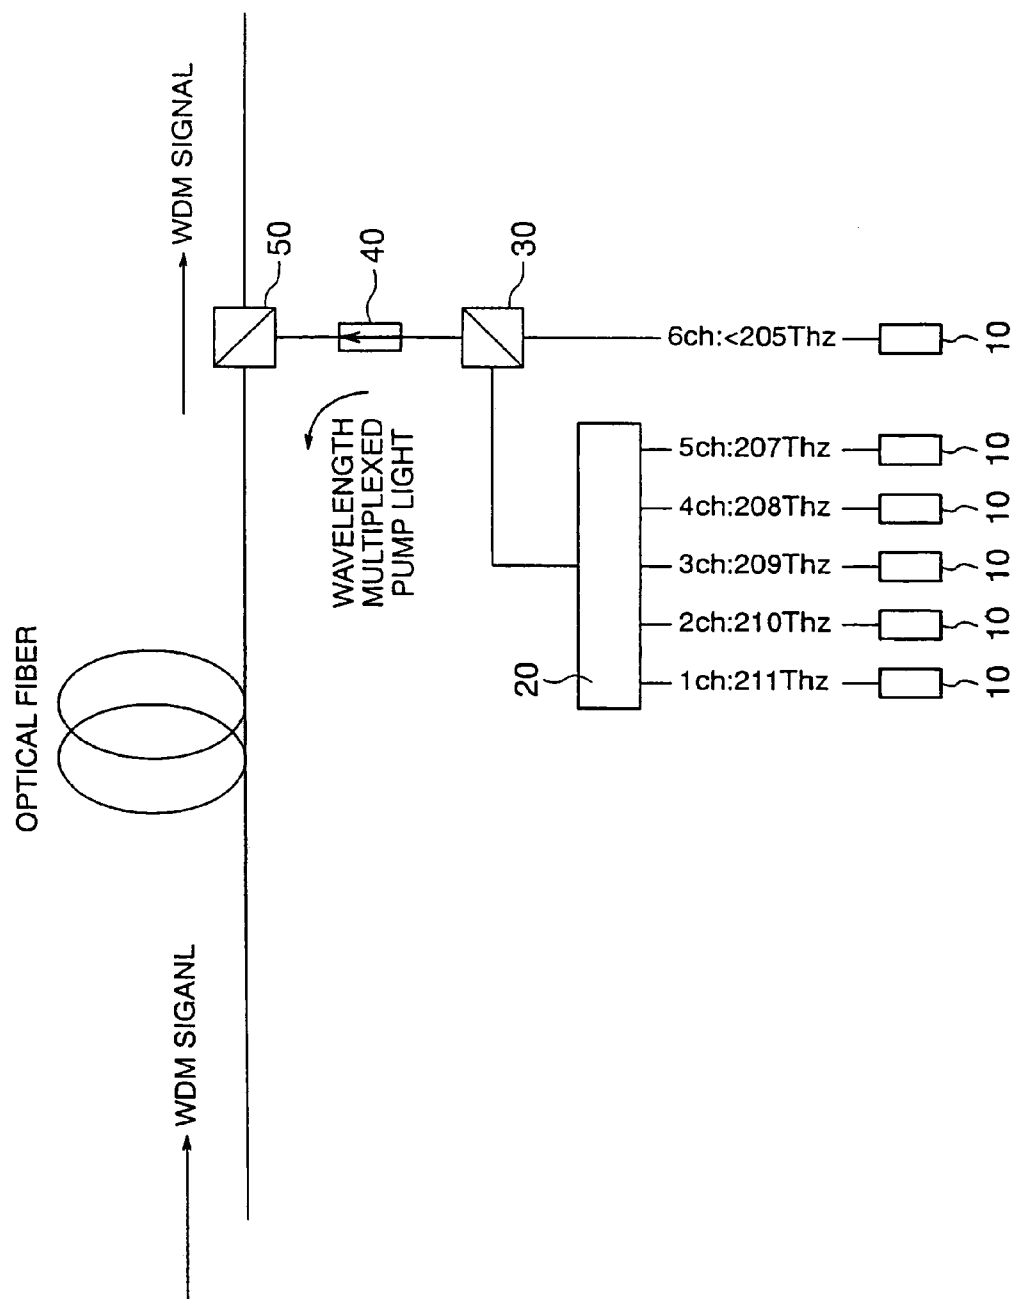 OPTICAL FIBER
WDM SIGANL
WDM SIGNAL
50
40
30
WAVELENGTH
MULTIPLEXED
PUMP LIGHT
20
6ch:<205Thz
10
5ch:207Thz
10
4ch:208Thz
10
3ch:209Thz
10
2ch:210Thz
10
1ch:211Thz
10